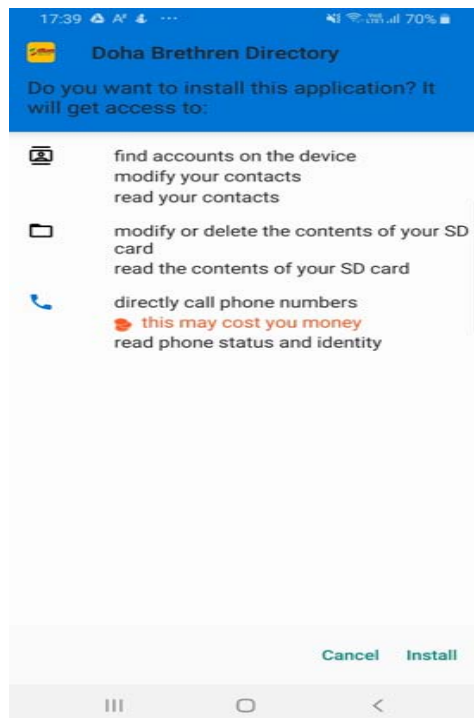 17:39 70%
Doha Brethren Directory
Do you want to install this application? It
will get access to:
find accounts on the device
modify your contacts
read your contacts
modify or delete the contents of your SD
card
read the contents of your SD card
directly call phone numbers
this may cost you money
read phone status and identity
Cancel Install